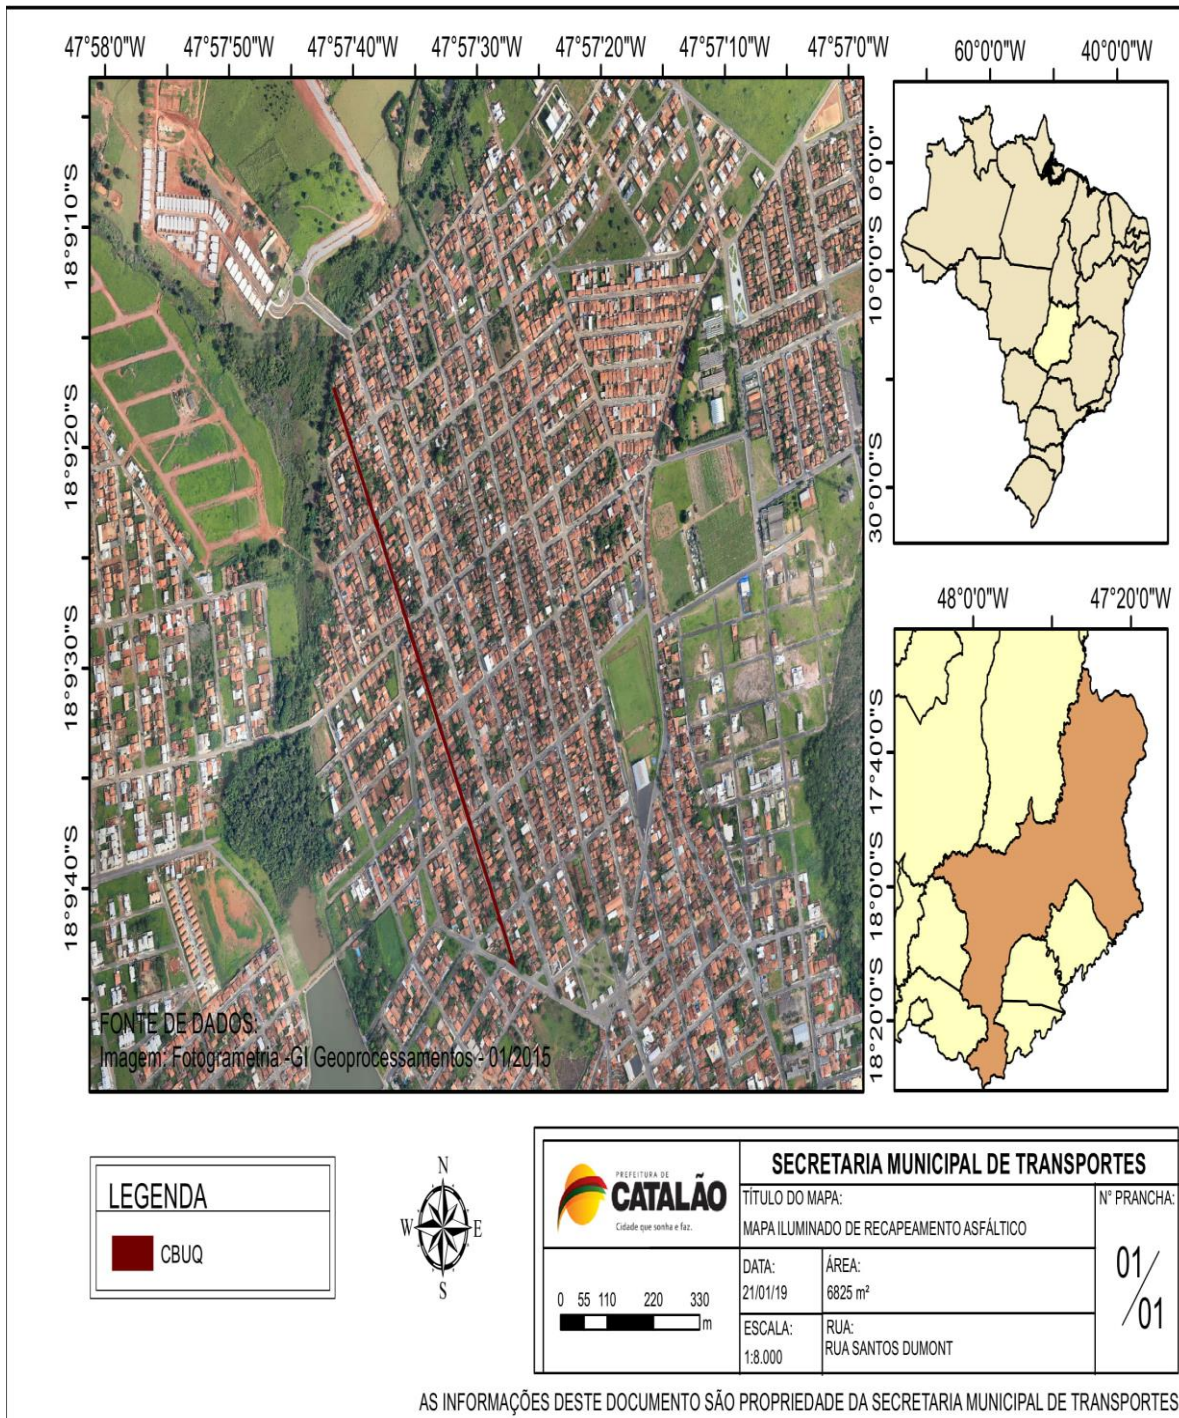 47°58'0"W 47°57'50"W 47°57'40"W 47°57'30"W 47°57'20"W 47°57'10"W 47°57'0"W
18°9'10"S
18°9'20"S
18°9'30"S
18°9'40"S
FONTE DE DADOS:
Imagem: Fotogrametria -GI Geoprocessamentos - 01/2015
60°0'0"W 40°0'0"W
0°0'0"
10°0'0"S
30°0'0"S
48°0'0"W 47°20'0"W
17°40'0"S
18°0'0"S
18°20'0"S
LEGENDA
CBUQ
N
W E
S
PREFEITURA DE
CATALÃO
Cidade que sonha e faz.
0 55 110 220 330
m
SECRETARIA MUNICIPAL DE TRANSPORTES
TÍTULO DO MAPA:
MAPA ILUMINADO DE RECAPEAMENTO ASFÁLTICO
N° PRANCHA:
01/01
DATA:
21/01/19
ÁREA:
6825 m²
ESCALA:
1:8.000
RUA:
RUA SANTOS DUMONT
AS INFORMAÇÕES DESTE DOCUMENTO SÃO PROPRIEDADE DA SECRETARIA MUNICIPAL DE TRANSPORTES